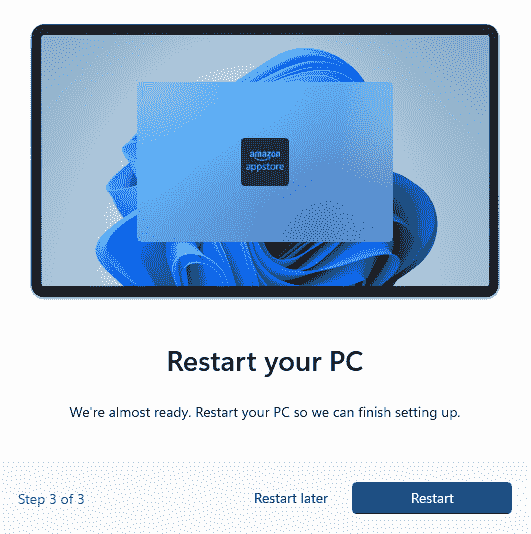 amazon
appstore
Restart your PC
We're almost ready. Restart your PC so we can finish setting up.
Step 3 of 3
Restart later
Restart